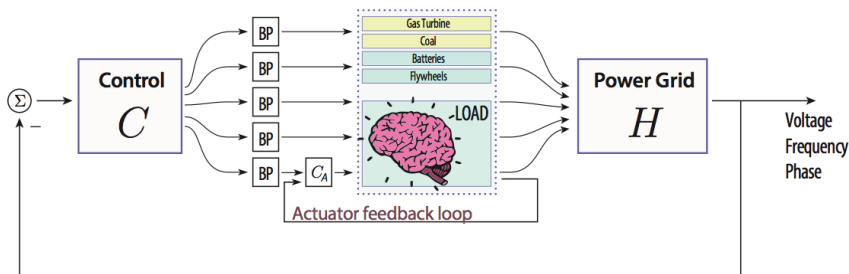 Σ
−
Control
C
BP
BP
BP
BP
BP
C_A
Gas Turbine
Coal
Batteries
Flywheels
LOAD
Actuator feedback loop
Power Grid
H
Voltage
Frequency
Phase